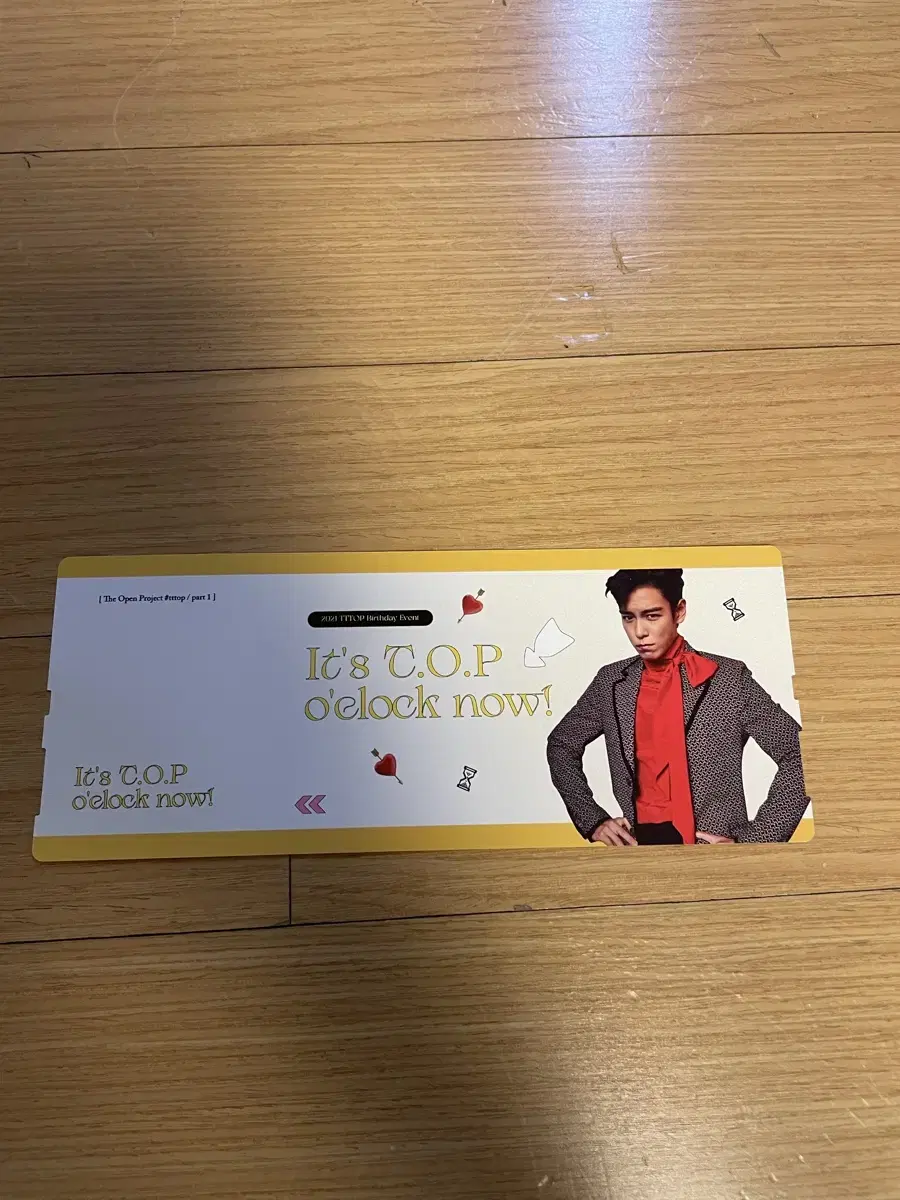 [ The Open Project #tttop / part 1 ]
It's T.O.P
o'clock now!
2021 TTTOP Birthday Event
It's T.O.P
o'clock now!